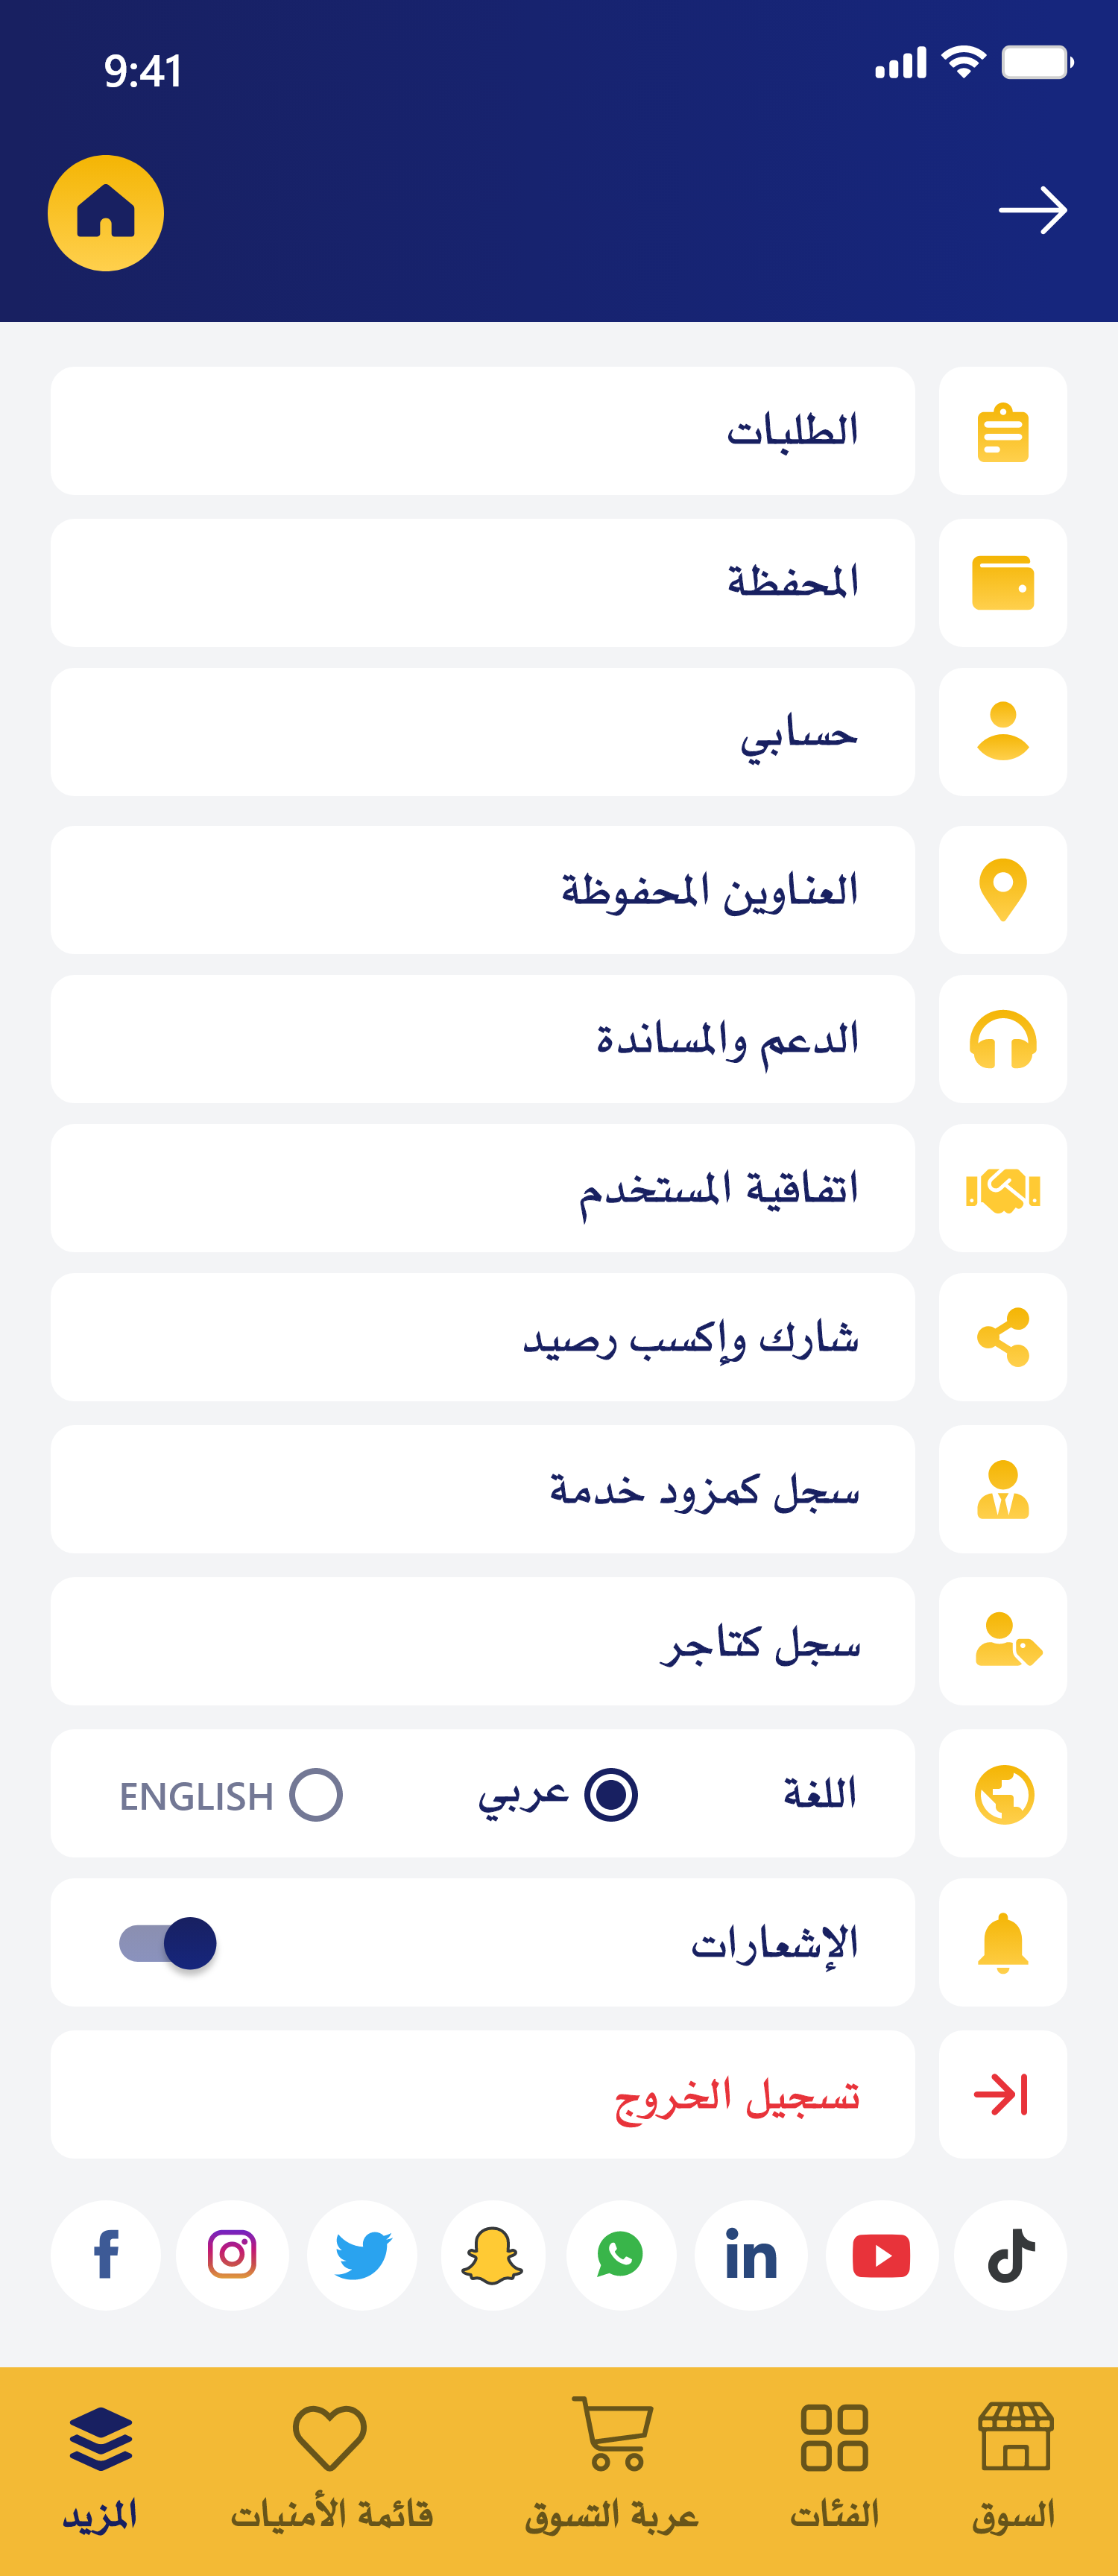 9:41
الطلبات
المحفظة
حسابي
العناوين المحفوظة
الدعم والمساندة
اتفاقية المستخدم
شارك وإكسب رصيد
سجل كمزود خدمة
سجل كتاجر
اللغة عربي ENGLISH
الإشعارات
تسجيل الخروج
السوق الفئات عربة التسوق قائمة الأمنيات المزيد